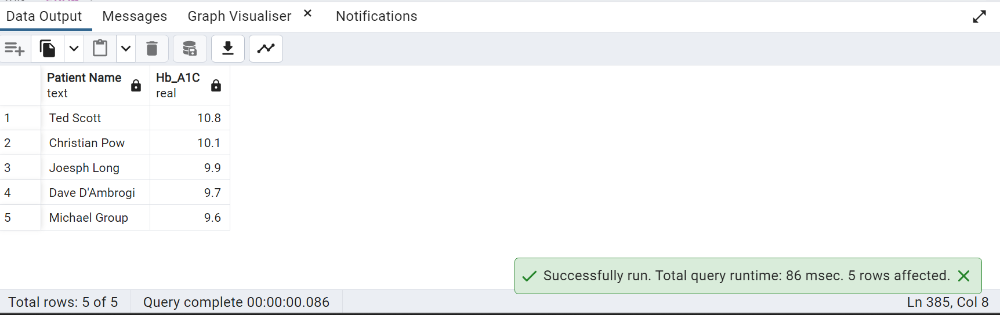 Data Output Messages Graph Visualiser × Notifications
Patient Name Hb_A1C
text real
1 Ted Scott 10.8
2 Christian Pow 10.1
3 Joesph Long 9.9
4 Dave D'Ambrogi 9.7
5 Michael Group 9.6
Successfully run. Total query runtime: 86 msec. 5 rows affected.
Total rows: 5 of 5 Query complete 00:00:00.086 Ln 385, Col 8